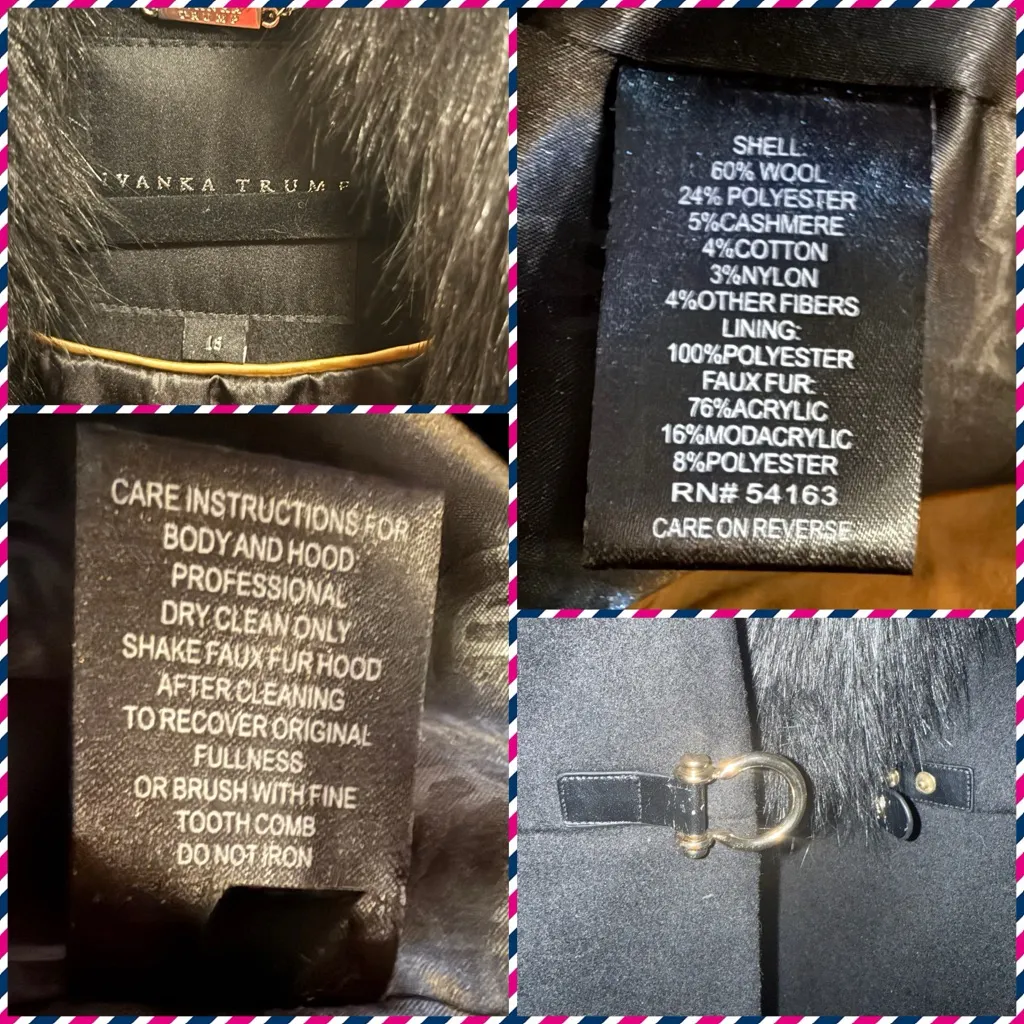 TRUMP
IVANKA TRUMP
16
SHELL:
60% WOOL
24% POLYESTER
5%CASHMERE
4%COTTON
3%NYLON
4%OTHER FIBERS
LINING:
100%POLYESTER
FAUX FUR:
76%ACRYLIC
16%MODACRYLIC
8%POLYESTER
RN# 54163
CARE ON REVERSE
CARE INSTRUCTIONS FOR
BODY AND HOOD
PROFESSIONAL
DRY CLEAN ONLY
SHAKE FAUX FUR HOOD
AFTER CLEANING
TO RECOVER ORIGINAL
FULLNESS
OR BRUSH WITH FINE
TOOTH COMB
DO NOT IRON